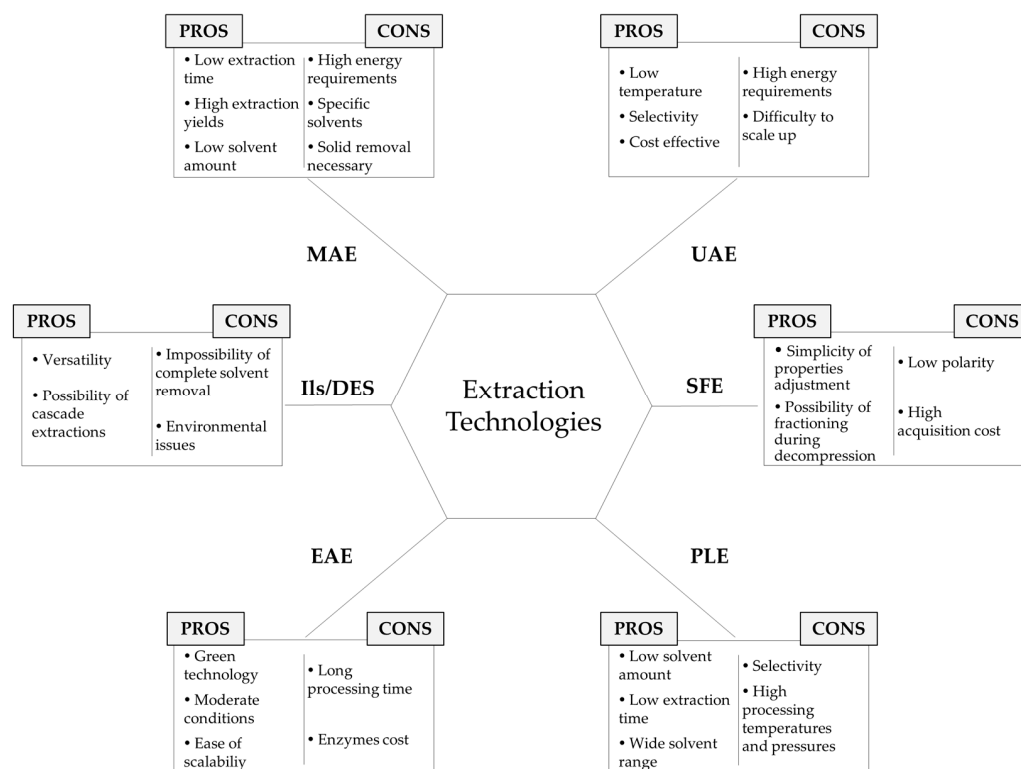 PROS
CONS
• Low extraction
time
• High extraction
yields
• Low solvent
amount
• High energy
requirements
• Specific
solvents
• Solid removal
necessary
PROS
CONS
• Low
temperature
• Selectivity
• Cost effective
• High energy
requirements
• Difficulty to
scale up
MAE
UAE
PROS
CONS
• Versatility
• Possibility of
cascade
extractions
• Impossibility of
complete solvent
removal
• Environmental
issues
Ils/DES
Extraction
Technologies
SFE
PROS
CONS
• Simplicity of
properties
adjustment
• Possibility of
fractioning
during
decompression
• Low polarity
• High
acquisition cost
EAE
PLE
PROS
CONS
• Green
technology
• Moderate
conditions
• Ease of
scalability
• Long
processing time
• Enzymes cost
PROS
CONS
• Low solvent
amount
• Low extraction
time
• Wide solvent
range
• Selectivity
• High
processing
temperatures
and pressures